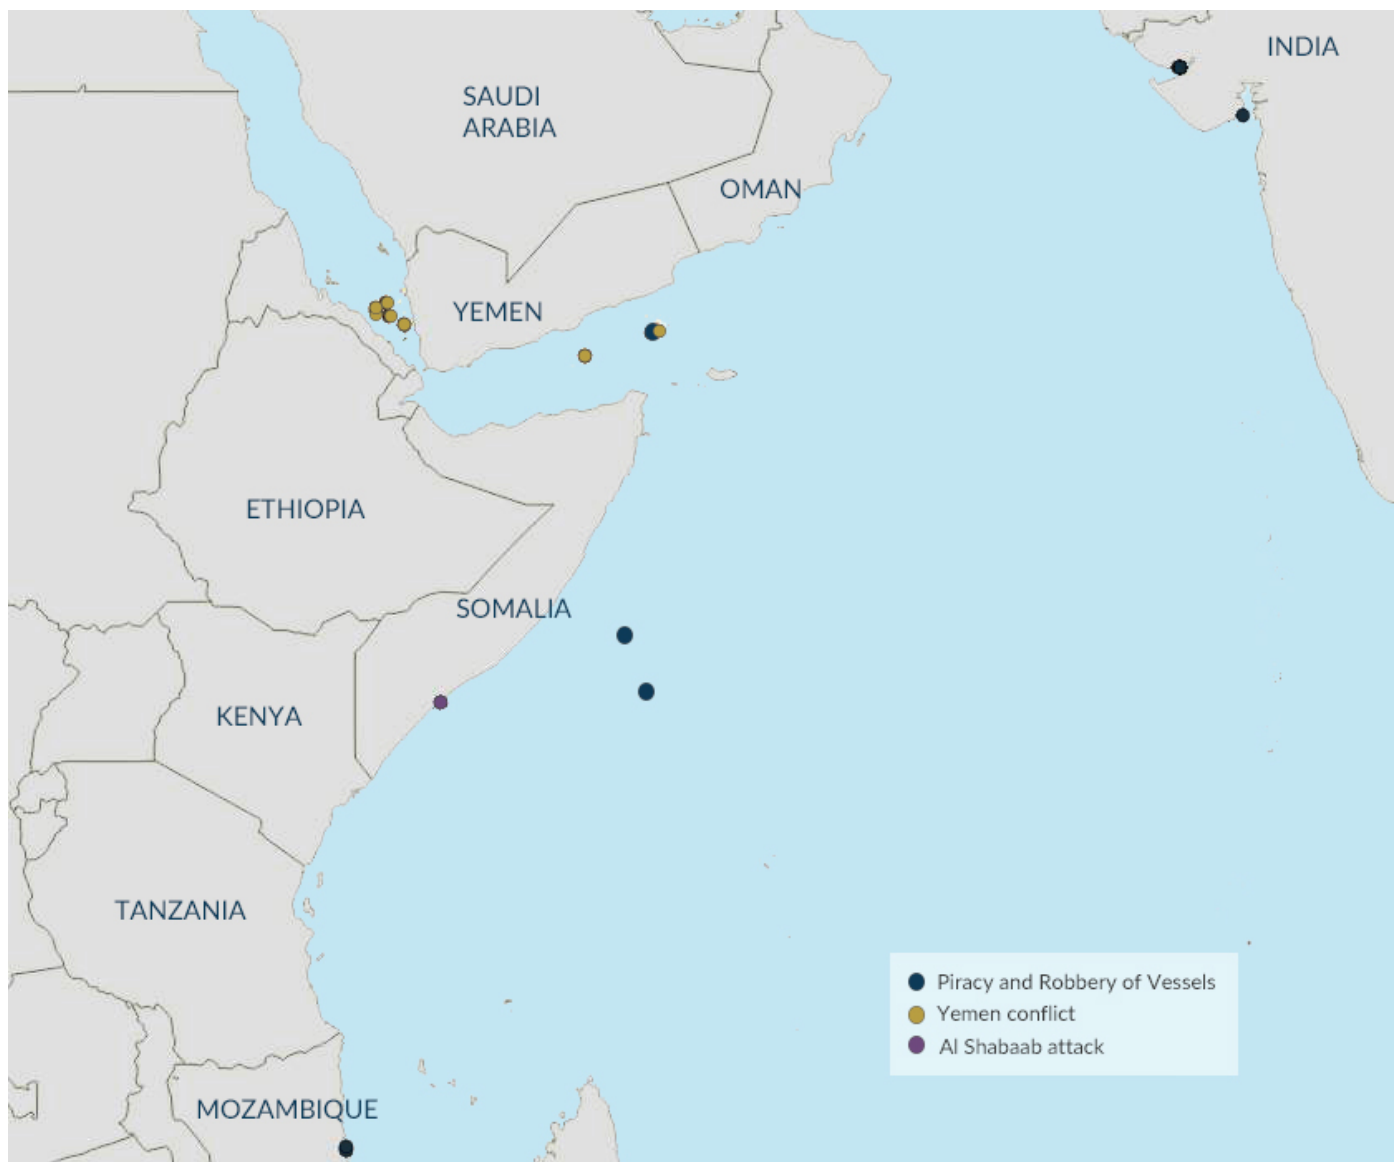 INDIA
SAUDI
ARABIA
OMAN
YEMEN
ETHIOPIA
SOMALIA
KENYA
TANZANIA
Piracy and Robbery of Vessels
Yemen conflict
Al Shabaab attack
MOZAMBIQUE